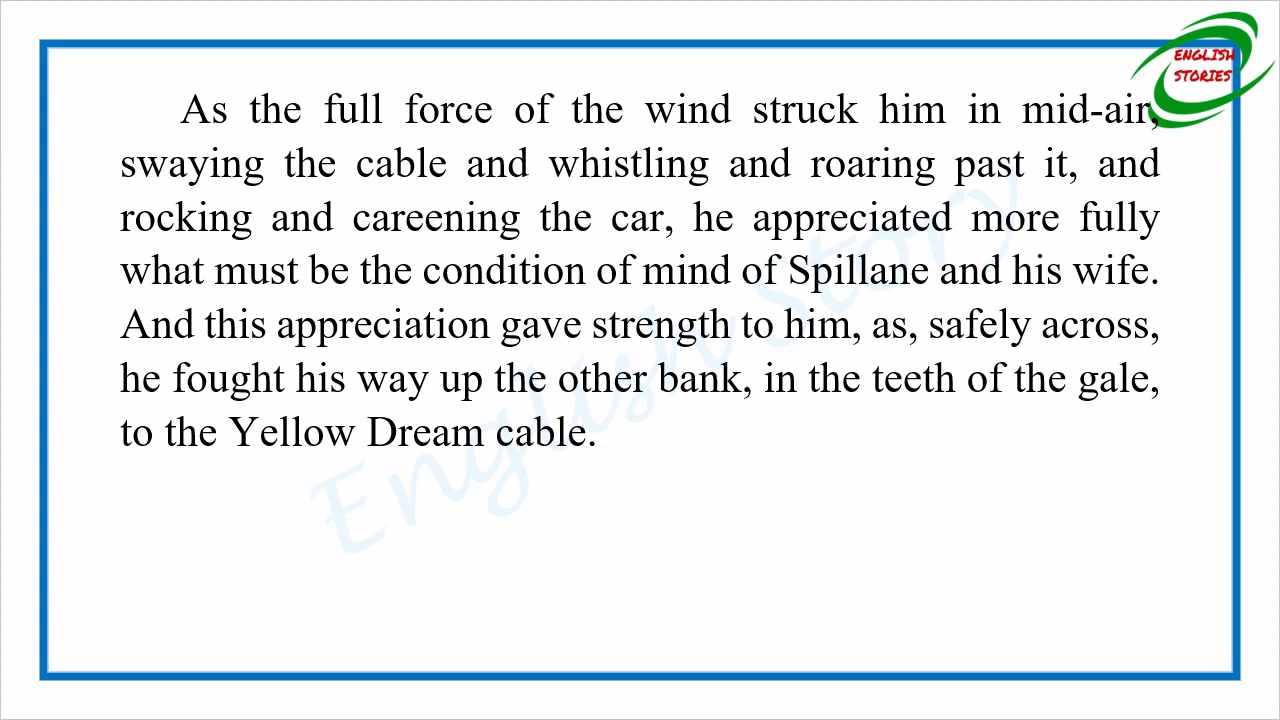 ENGLISH
STORIES
As the full force of the wind struck him in mid-air,
swaying the cable and whistling and roaring past it, and
rocking and careening the car, he appreciated more fully
what must be the condition of mind of Spillane and his wife.
And this appreciation gave strength to him, as, safely across,
he fought his way up the other bank, in the teeth of the gale,
to the Yellow Dream cable.
English Story